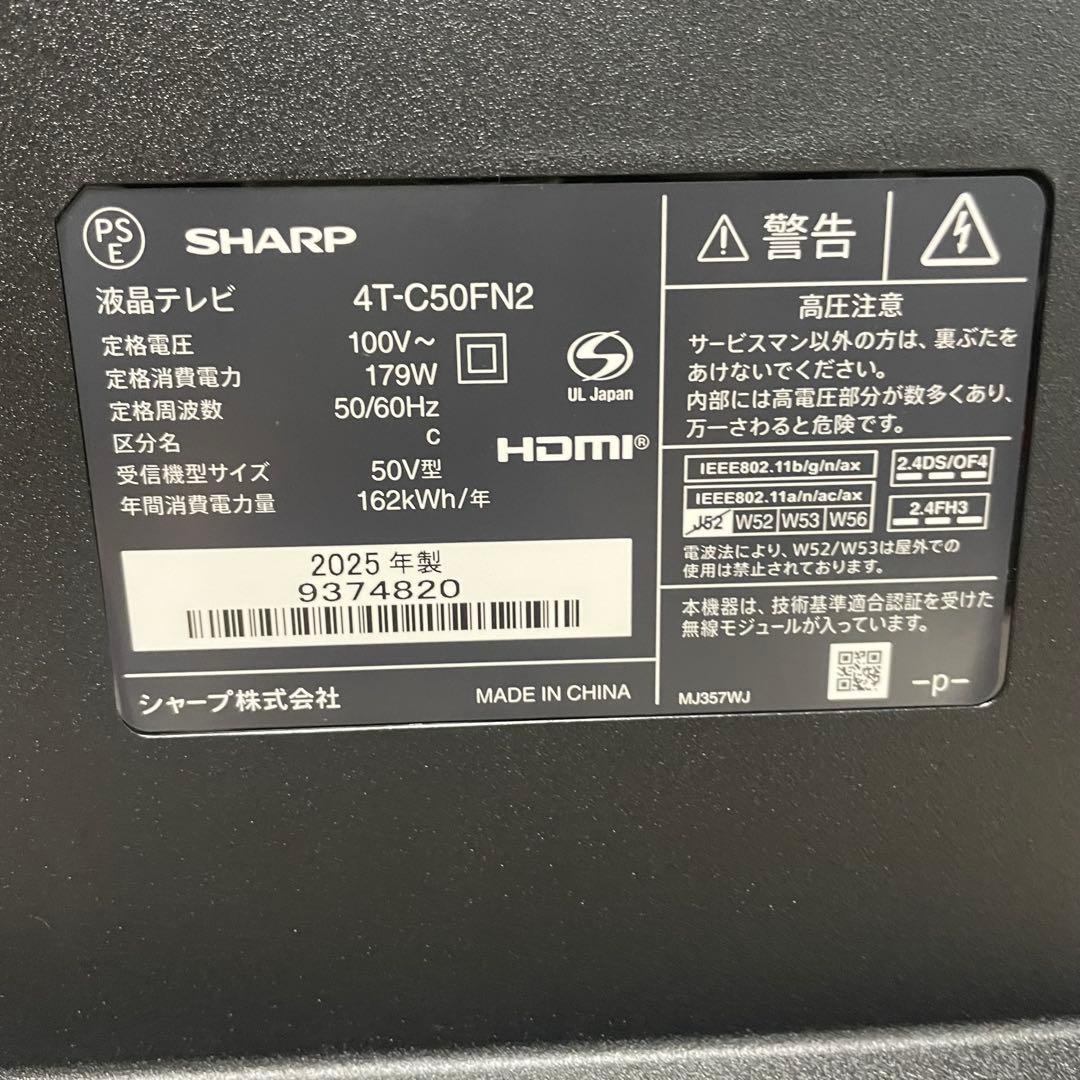 PSE
SHARP
液晶テレビ 4T-C50FN2
定格電圧 100V～
定格消費電力 179W
定格周波数 50/60Hz
区分名 C
受信機型サイズ 50V型
年間消費電力量 162kWh/年
UL Japan
HDMI®
2025年製
9374820
シャープ株式会社 MADE IN CHINA
警告
高圧注意
サービスマン以外の方は、裏ぶたを
あけないでください。
内部には高電圧部分が数多くあり、
万一さわると危険です。
IEEE802.11b/g/n/ax
IEEE802.11a/n/ac/ax
J52 W52 W53 W56
2.4DS/OF4
2.4FH3
電波法により、W52/W53は屋外での
使用は禁止されております。
本機器は、技術基準適合認証を受けた
無線モジュールが入っています。
MJ357WJ
-p-